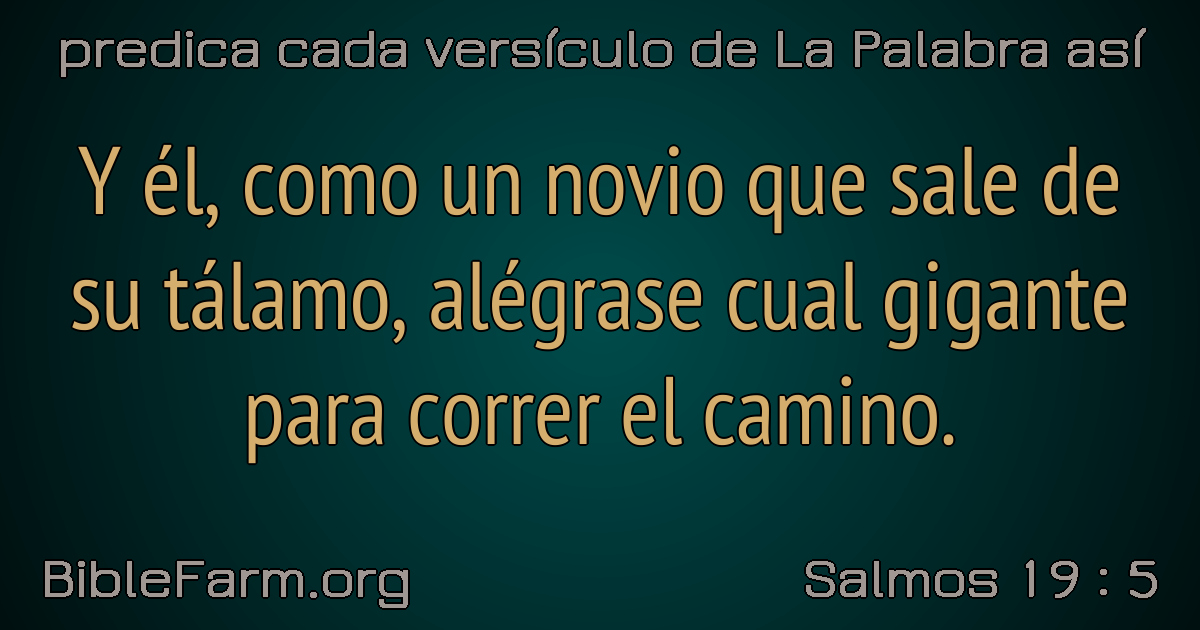 predica cada versículo de La Palabra así
Y él, como un novio que sale de
su tálamo, alégrase cual gigante
para correr el camino.
BibleFarm.org
Salmos 19 : 5